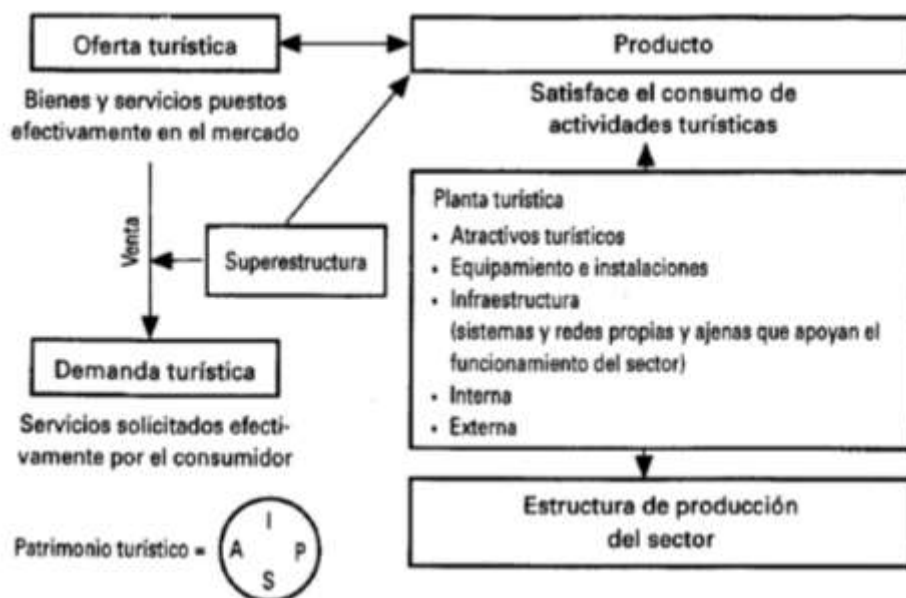 Oferta turística
Bienes y servicios puestos
efectivamente en el mercado
Venta
Superestructura
Demanda turística
Servicios solicitados efecti-
vamente por el consumidor
Patrimonio turístico =
I
A P
S
Producto
Satisface el consumo de
actividades turísticas
Planta turística
• Atractivos turísticos
• Equipamiento e instalaciones
• Infraestructura
(sistemas y redes propias y ajenas que apoyan el
funcionamiento del sector)
• Interna
• Externa
Estructura de producción
del sector